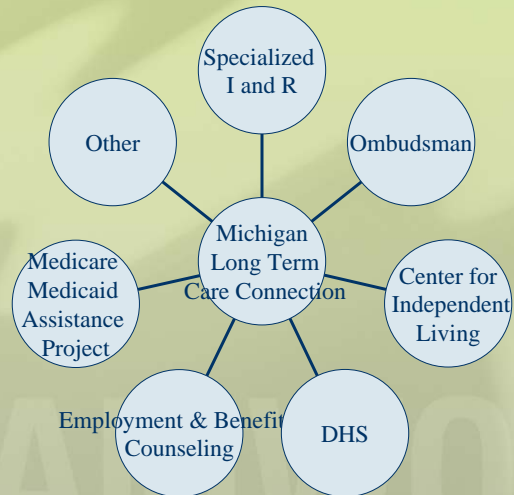 Specialized
I and R
Other
Ombudsman
Michigan
Long Term
Care Connection
Medicare
Medicaid
Assistance
Project
Center for
Independent
Living
Employment & Benefit
Counseling
DHS